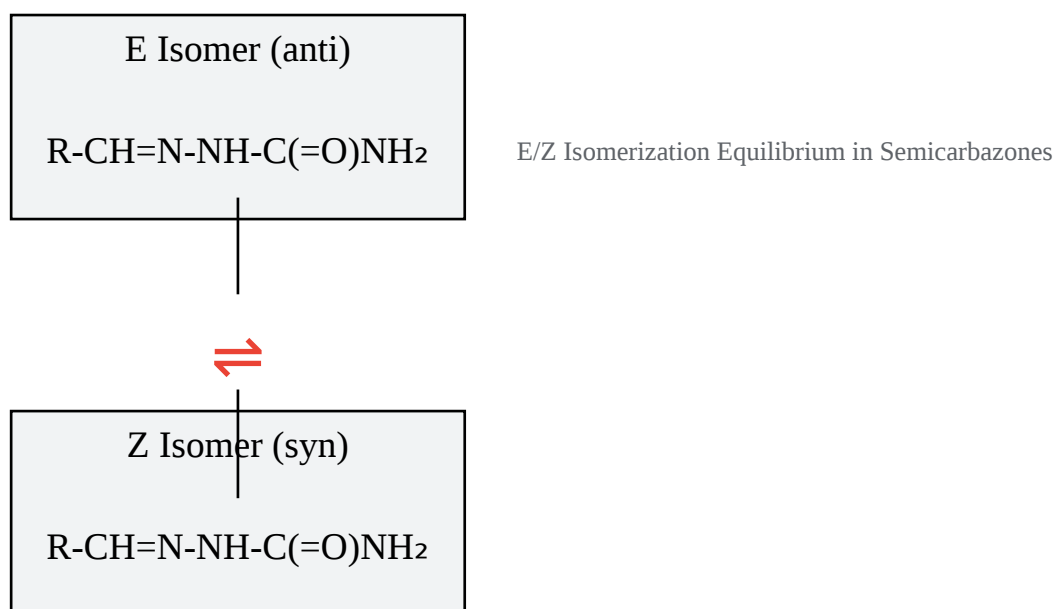 E Isomer (anti)
R-CH=N-NH-C(=O)NH₂
E/Z Isomerization Equilibrium in Semicarbazones
⇌
Z Isomer (syn)
R-CH=N-NH-C(=O)NH₂